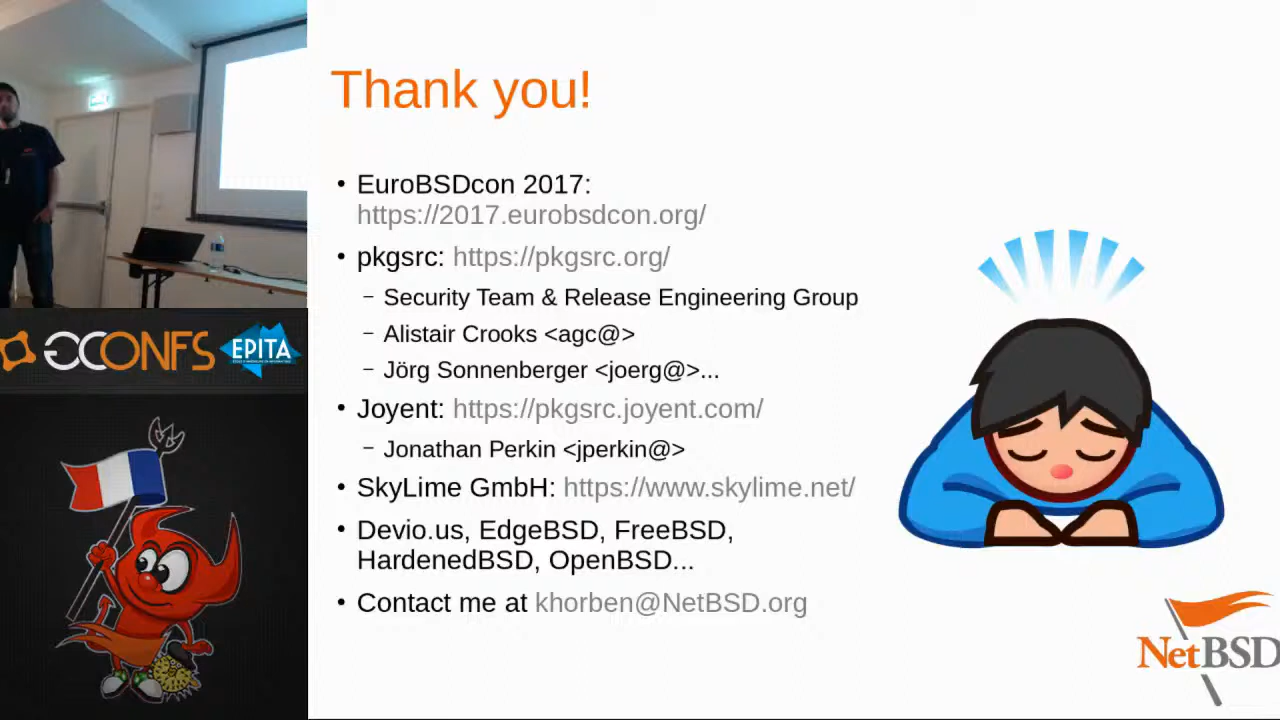 Thank you!
• EuroBSDcon 2017:
https://2017.eurobsdcon.org/
• pkgsrc: https://pkgsrc.org/
– Security Team & Release Engineering Group
– Alistair Crooks <agc@>
– Jörg Sonnenberger <joerg@>...
• Joyent: https://pkgsrc.joyent.com/
– Jonathan Perkin <jperkin@>
• SkyLime GmbH: https://www.skylime.net/
• Devio.us, EdgeBSD, FreeBSD,
HardenedBSD, OpenBSD...
• Contact me at khorben@NetBSD.org
NetBSD
GCONFS
EPITA